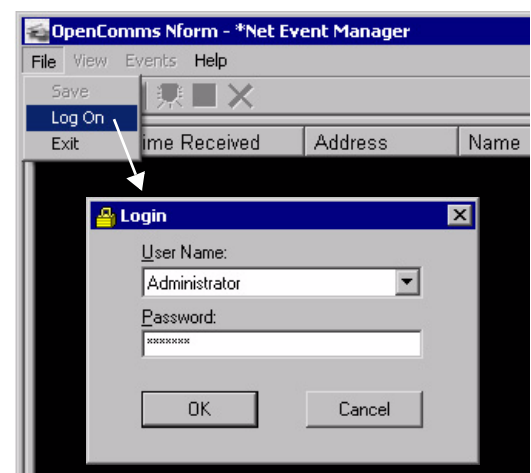 OpenComms Nform - *Net Event Manager
File View Events Help
Save
Log On
Exit
ime Received Address Name
Login
User Name:
Administrator
Password:
*******
OK Cancel